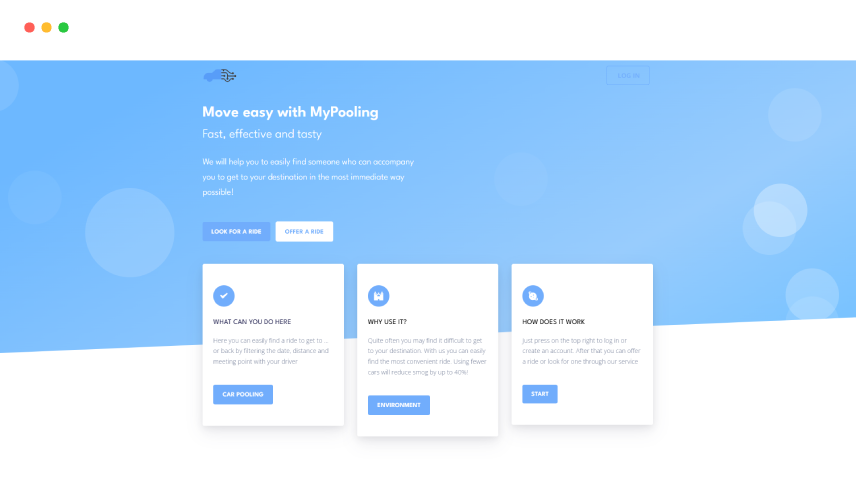 LOG IN
Move easy with MyPooling
Fast, effective and tasty
We will help you to easily find someone who can accompany
you to get to your destination in the most immediate way
possible!
LOOK FOR A RIDE
OFFER A RIDE
WHAT CAN YOU DO HERE
Here you can easily find a ride to get to ...
or back by filtering the date, distance and
meeting point with your driver
CAR POOLING
WHY USE IT?
Quite often you may find it difficult to get
to your destination. With us you can easily
find the most convenient ride. Using fewer
cars will reduce smog by up to 40%!
ENVIRONMENT
HOW DOES IT WORK
Just press on the top right to log in or
create an account. After that you can offer
a ride or look for one through our service
START